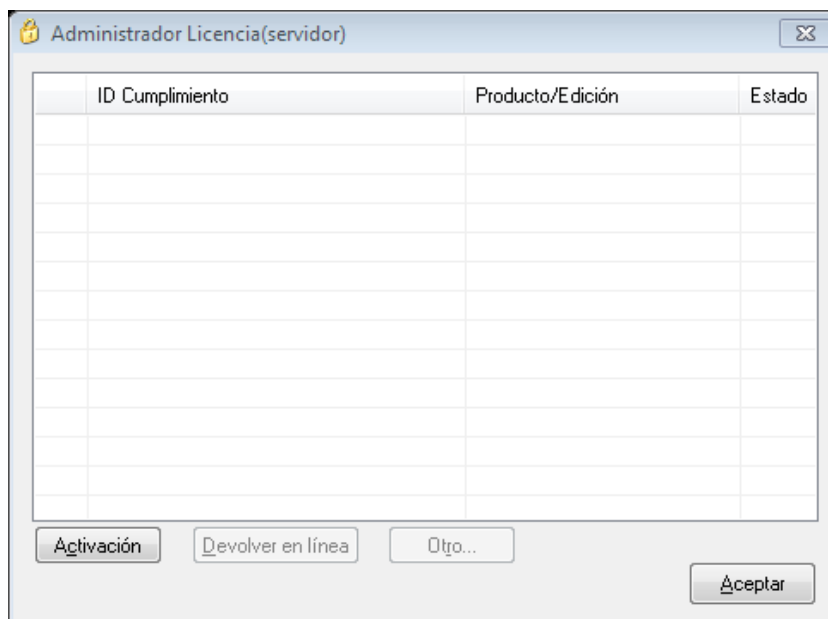 Administrador Licencia(servidor)
ID Cumplimiento Producto/Edición Estado
Activación Devolver en línea Otro...
Aceptar